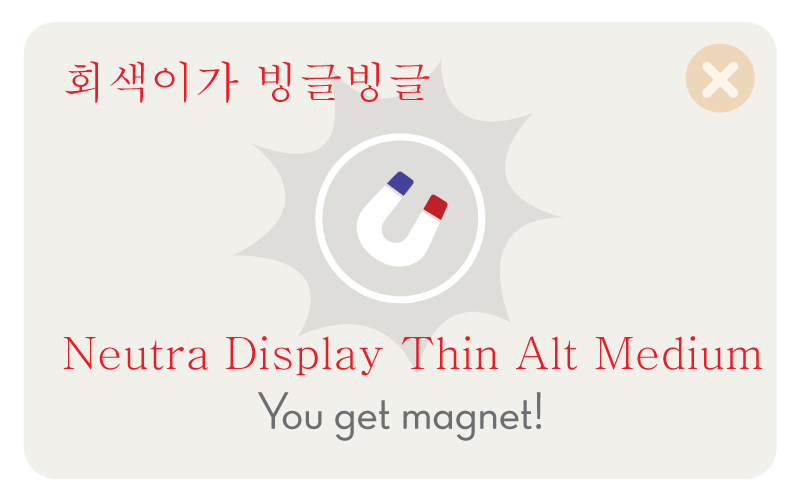 회색이가 빙글빙글
Neutra Display Thin Alt Medium
You get magnet!